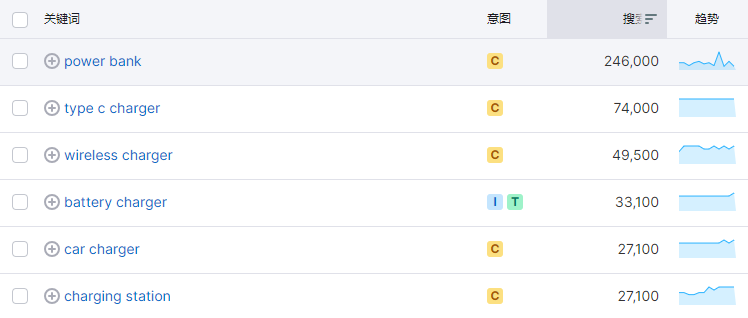 关键词 意图 搜索 趋势
power bank C 246,000
type c charger C 74,000
wireless charger C 49,500
battery charger I T 33,100
car charger C 27,100
charging station C 27,100